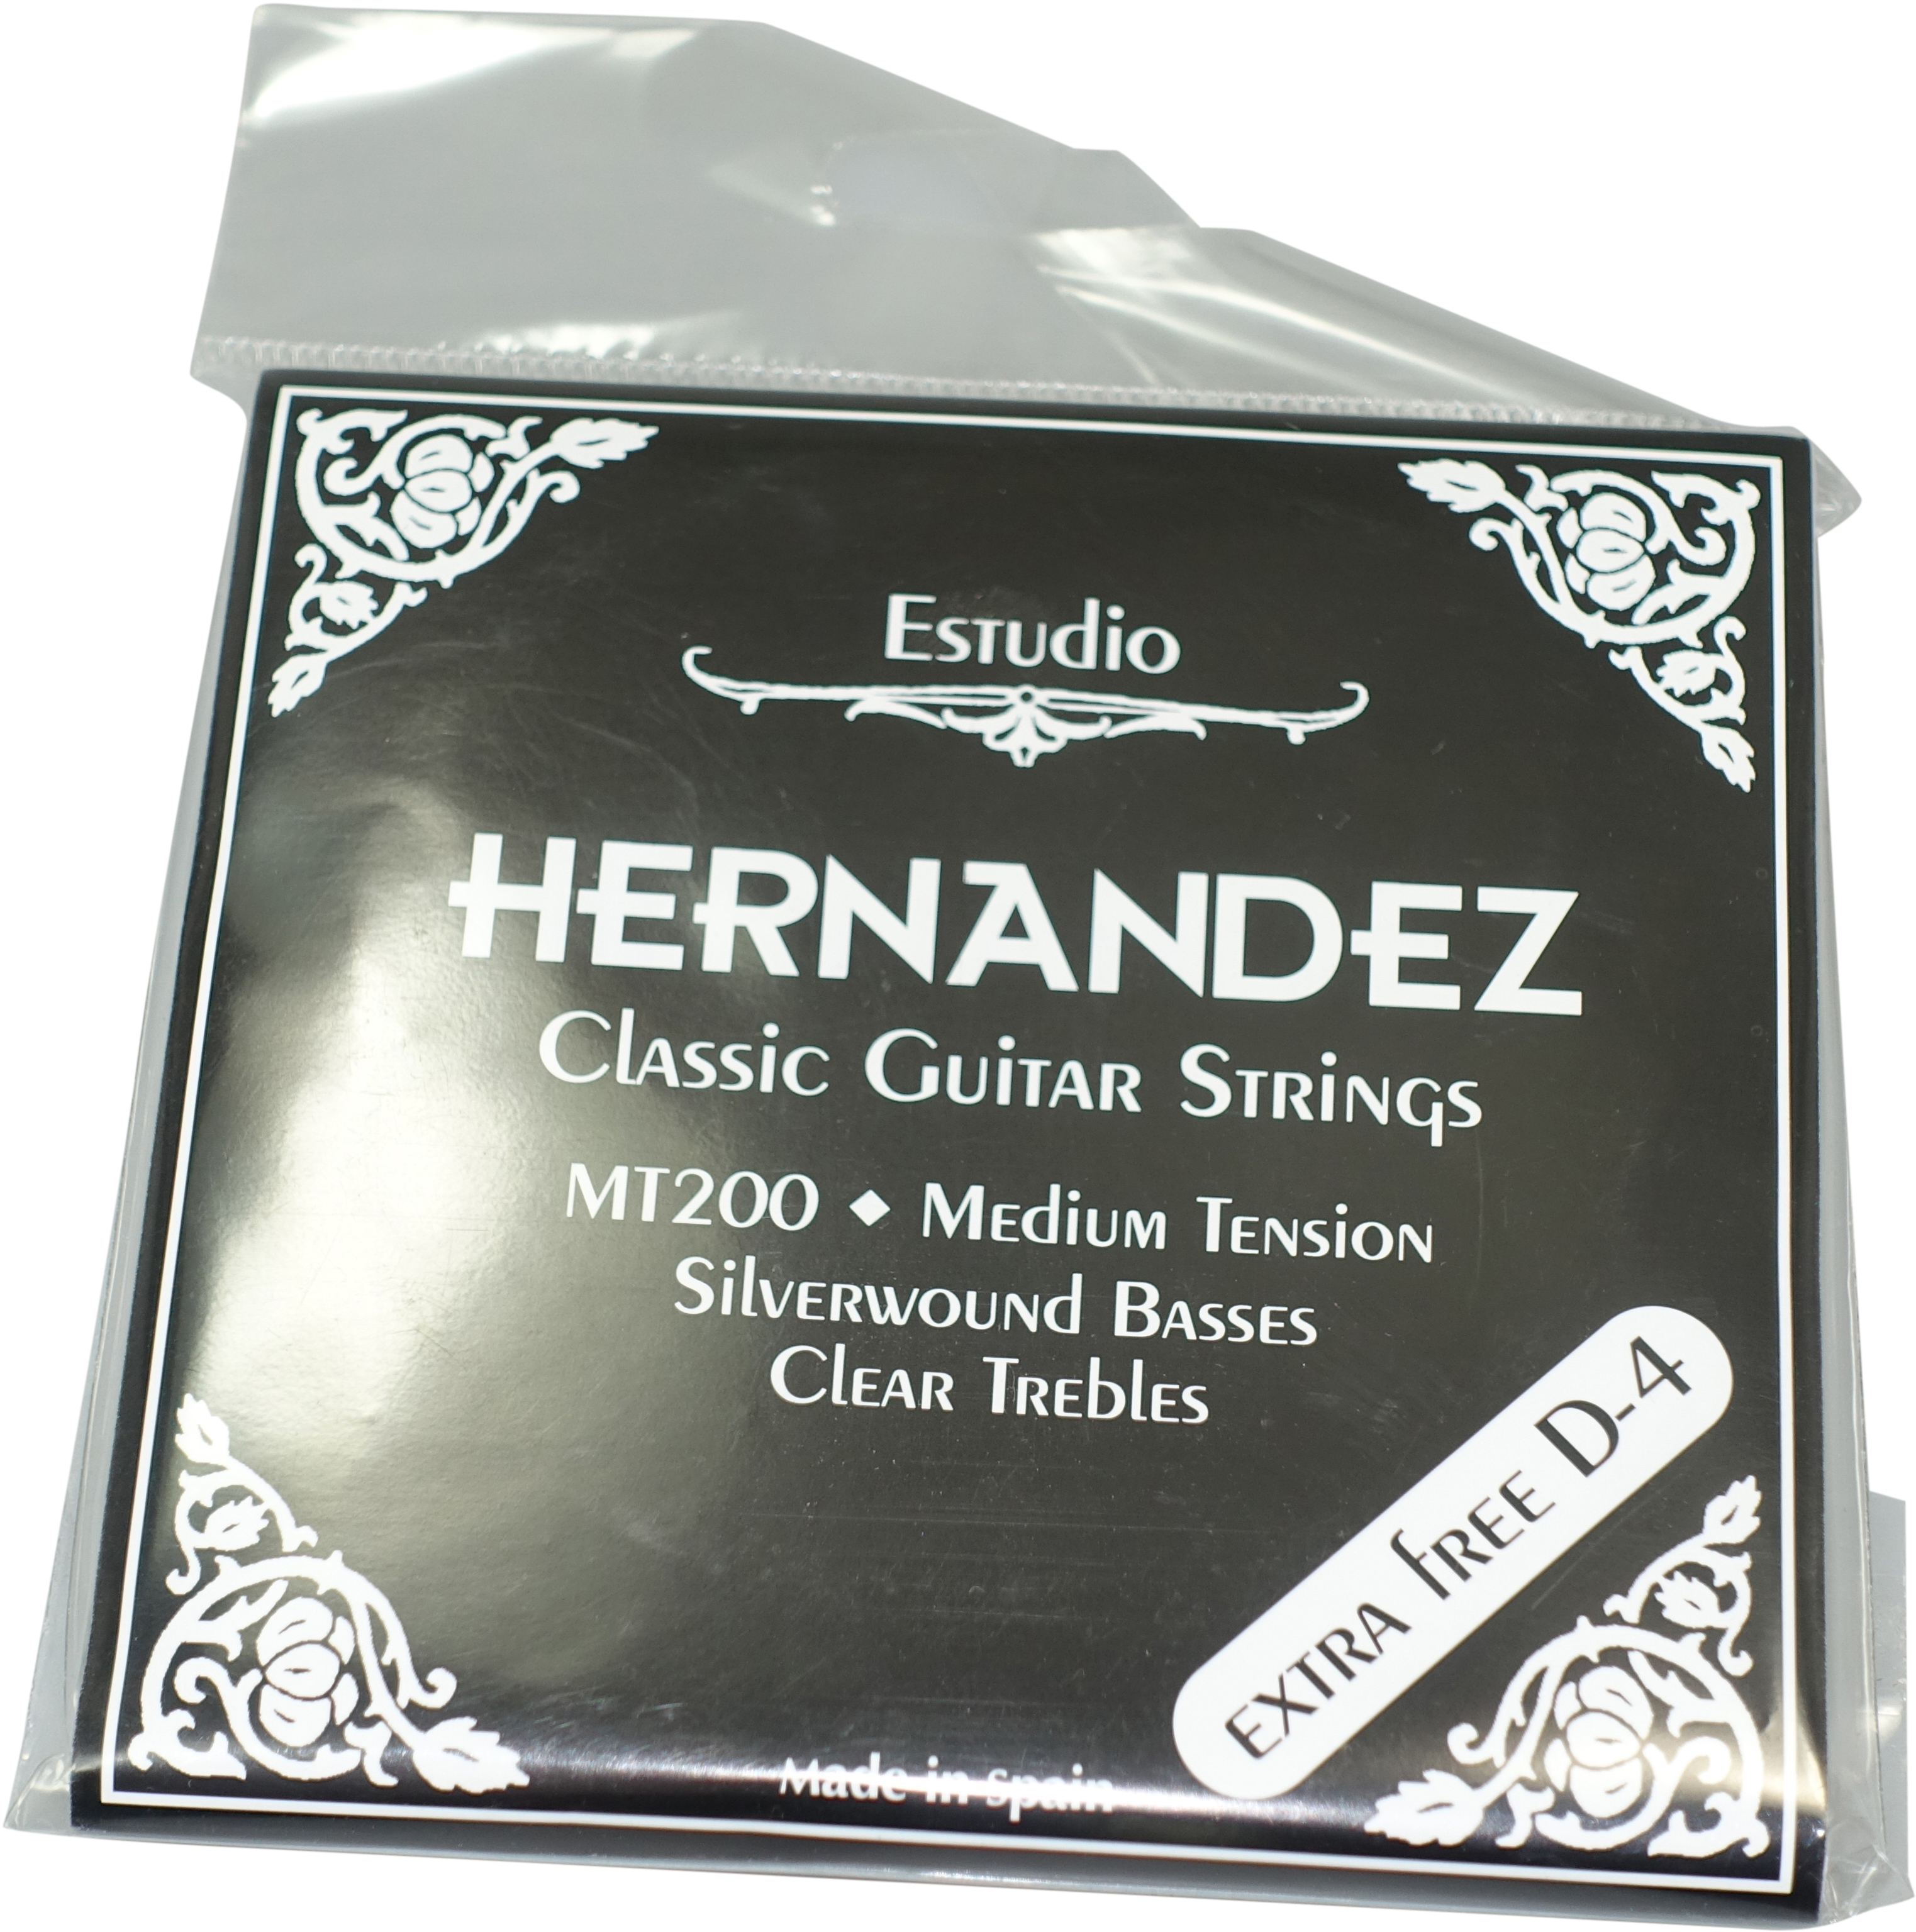 Estudio
HERNANDEZ
Classic Guitar Strings
MT200 ◆ Medium Tension
Silverwound Basses
Clear Trebles
EXTRA FREE D-4
Made in Spain